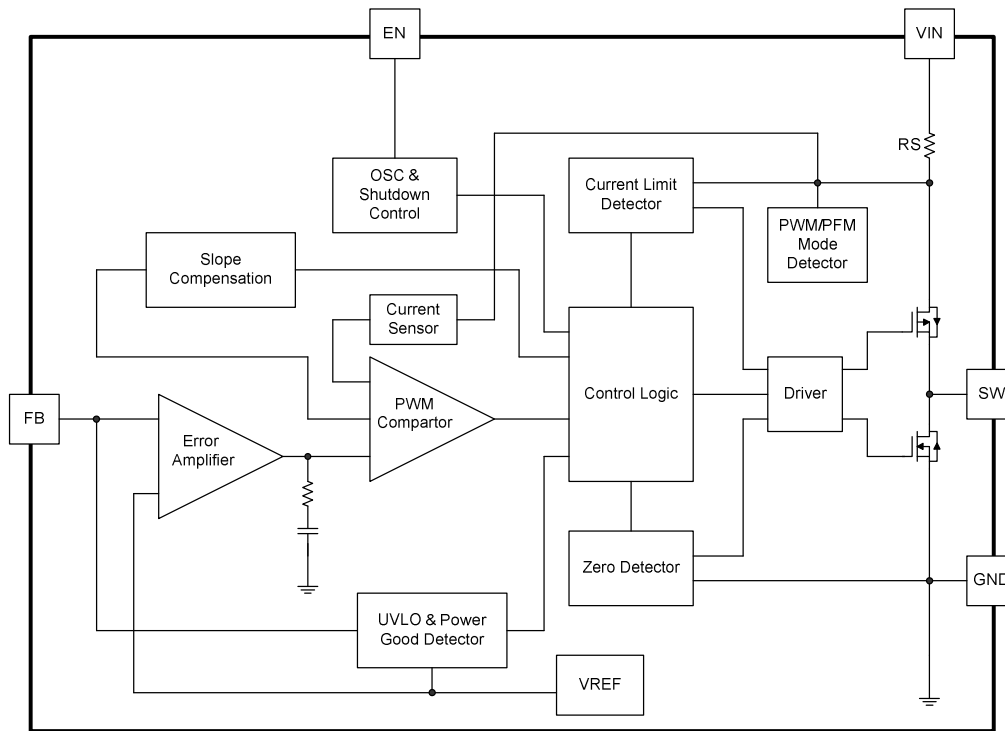 EN
VIN
RS
OSC &
Shutdown
Control
Current Limit
Detector
PWM/PFM
Mode
Detector
Slope
Compensation
Current
Sensor
FB
Error
Amplifier
PWM
Compartor
Control Logic
Driver
SW
Zero Detector
GND
UVLO & Power
Good Detector
VREF